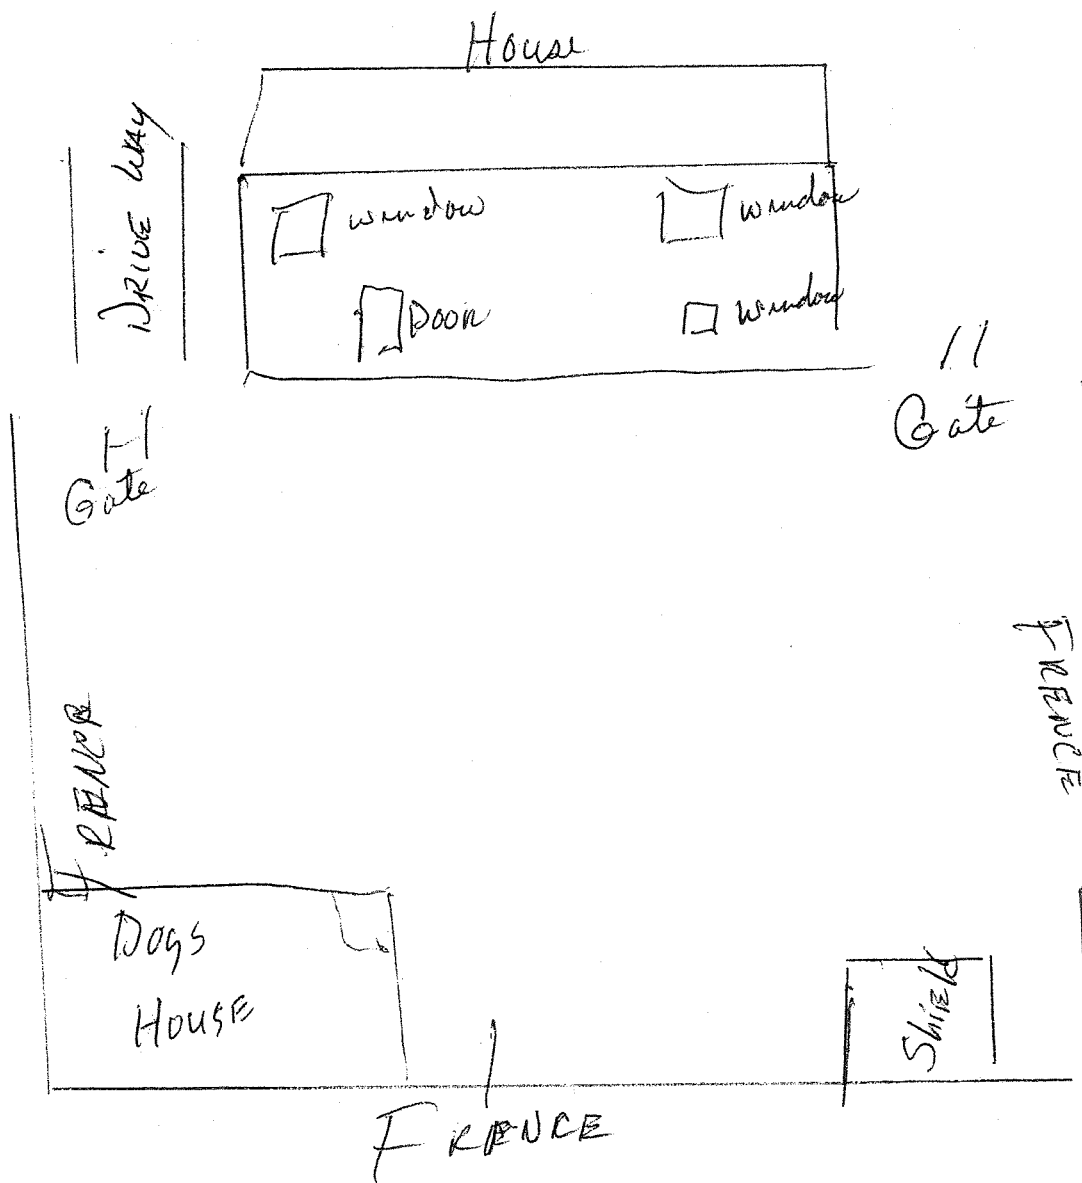 House
DRIVE WAY
window
window
Door
window
Gate
Gate
FRENCE
FRENCE
Dogs
HOUSE
Shield
FRENCE